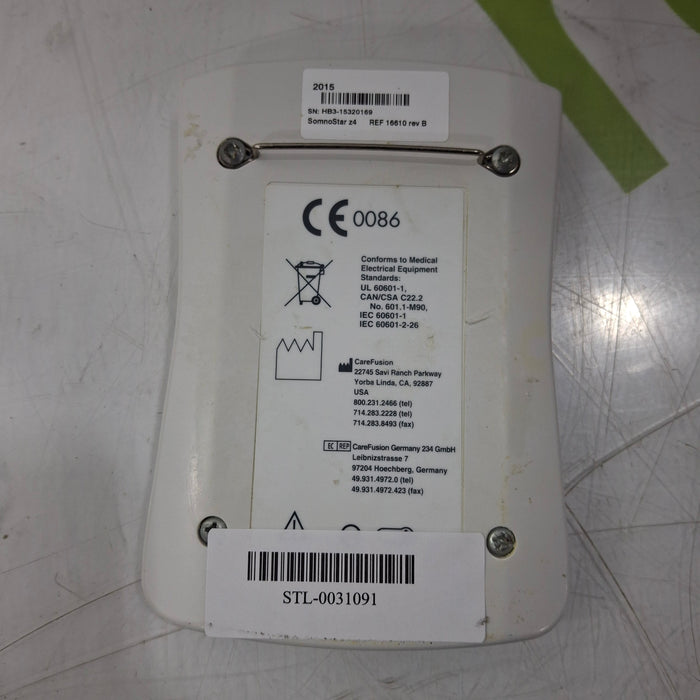 2015
SN: HB3-15320169
SomnoStar z4 REF 16610 rev B
CE 0086
Conforms to Medical
Electrical Equipment
Standards:
UL 60601-1,
CAN/CSA C22.2
No. 601.1-M90,
IEC 60601-1
IEC 60601-2-26
CareFusion
22745 Savi Ranch Parkway
Yorba Linda, CA, 92887
USA
800.231.2466 (tel)
714.283.2228 (tel)
714.283.8493 (fax)
EC REP CareFusion Germany 234 GmbH
Leibnizstrasse 7
97204 Hoechberg, Germany
49.931.4972.0 (tel)
49.931.4972.423 (fax)
STL-0031091